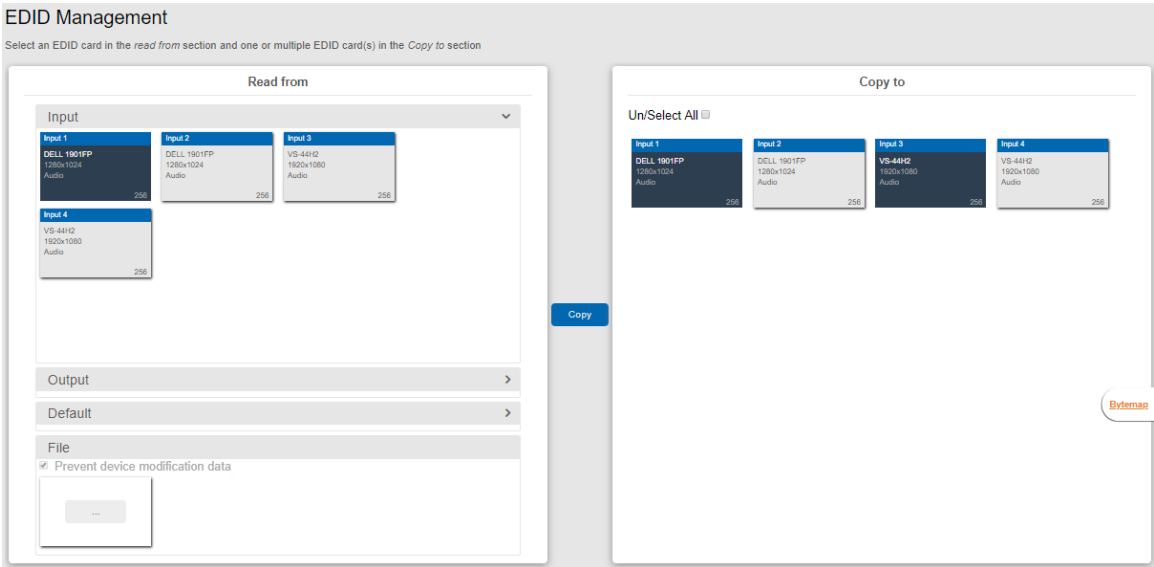 EDID Management
Select an EDID card in the read from section and one or multiple EDID card(s) in the Copy to section
Read from
Input
Input 1
DELL 1901FP
1280x1024
Audio
256
Input 2
DELL 1901FP
1280x1024
Audio
256
Input 3
VS-44H2
1920x1080
Audio
256
Input 4
VS-44H2
1920x1080
Audio
256
Output
Default
File
Prevent device modification data
...
Copy
Copy to
Un/Select All
Input 1
DELL 1901FP
1280x1024
Audio
256
Input 2
DELL 1901FP
1280x1024
Audio
256
Input 3
VS-44H2
1920x1080
Audio
256
Input 4
VS-44H2
1920x1080
Audio
256
Bytemap